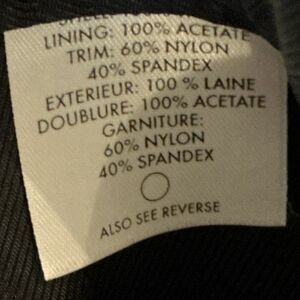 LINING: 100% ACETATE
TRIM: 60% NYLON
40% SPANDEX
EXTERIEUR: 100 % LAINE
DOUBLURE: 100% ACETATE
GARNITURE:
60% NYLON
40% SPANDEX
ALSO SEE REVERSE